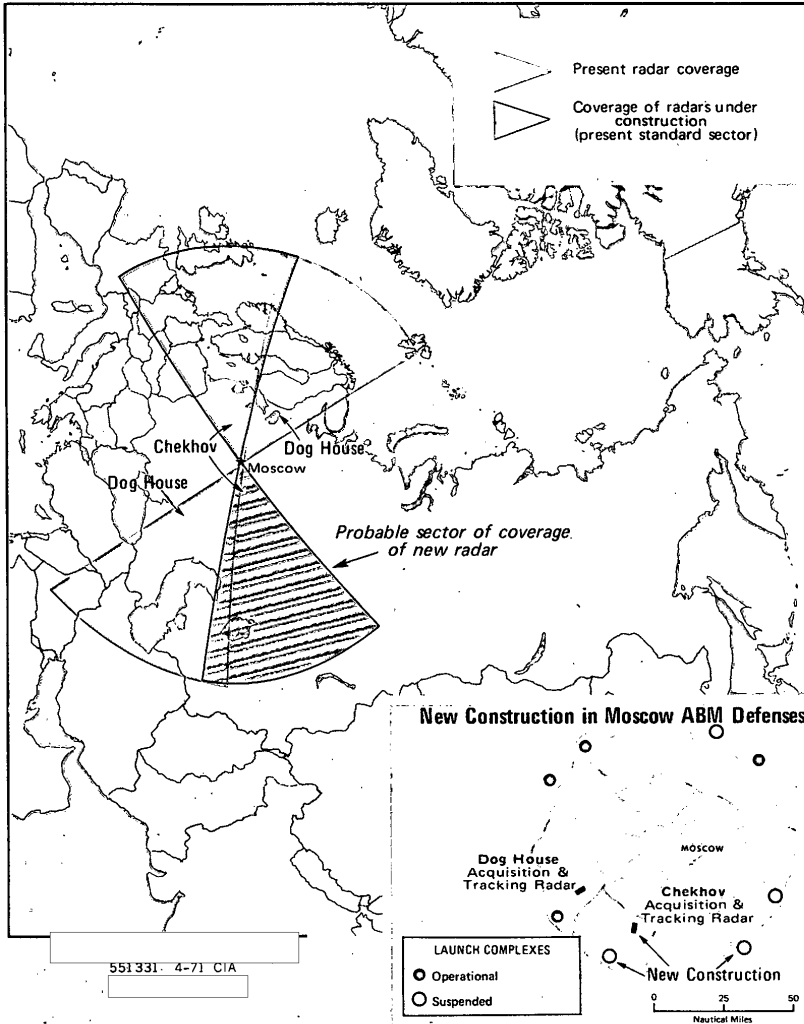 Present radar coverage
Coverage of radars under
construction
(present standard sector)
Chekhov
Dog House
Moscow
Dog House
Probable sector of coverage
of new radar
New Construction in Moscow ABM Defenses
MOSCOW
Dog House
Acquisition &
Tracking Radar
Chekhov
Acquisition &
Tracking Radar
LAUNCH COMPLEXES
Operational
Suspended
New Construction
0 25 50
Nautical Miles
551331 4-71 CIA